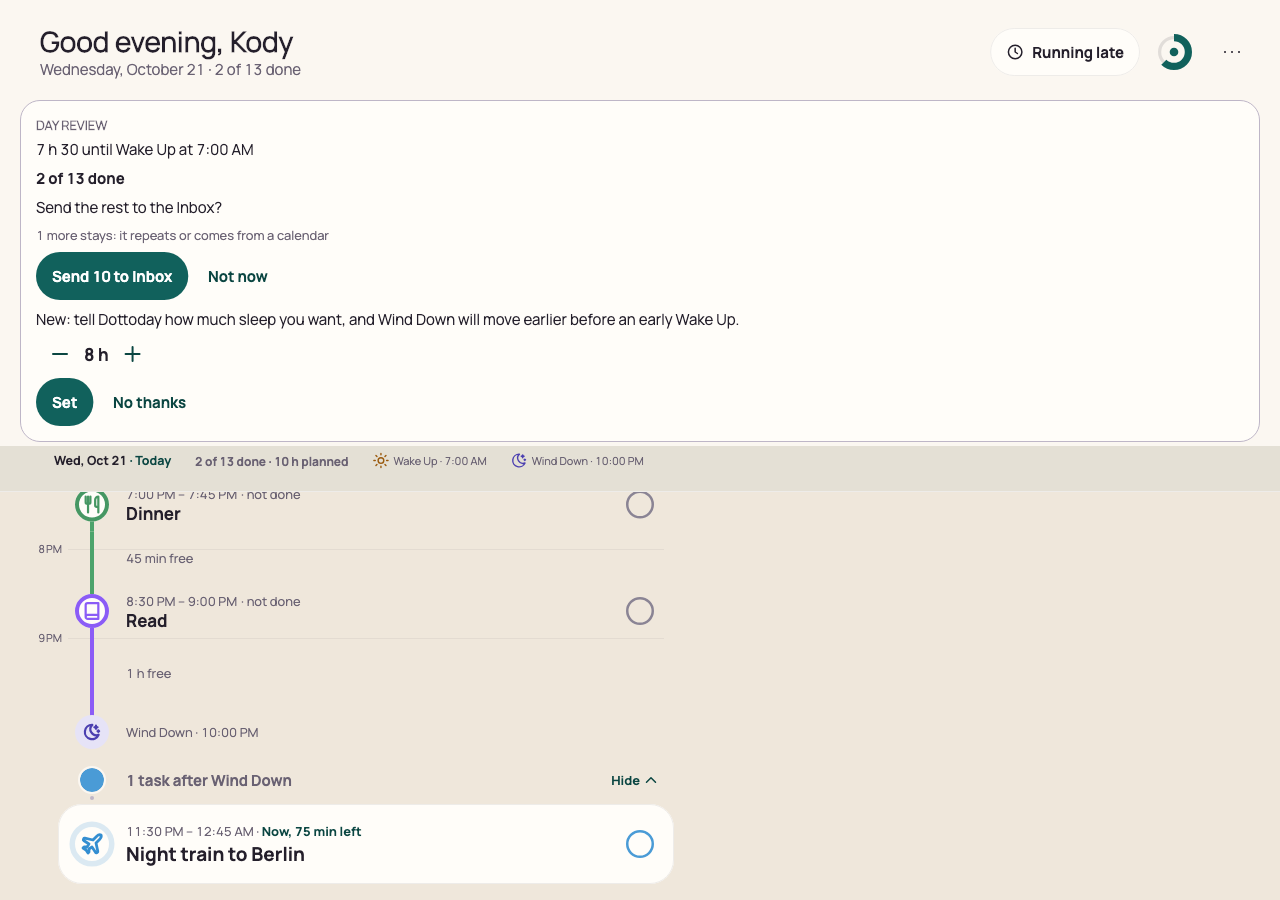 Good evening, Kody
Wednesday, October 21 · 2 of 13 done
Running late
DAY REVIEW
7 h 30 until Wake Up at 7:00 AM
2 of 13 done
Send the rest to the Inbox?
1 more stays: it repeats or comes from a calendar
Send 10 to Inbox
Not now
New: tell Dottoday how much sleep you want, and Wind Down will move earlier before an early Wake Up.
8 h
Set
No thanks
Wed, Oct 21 · Today
2 of 13 done · 10 h planned
Wake Up · 7:00 AM
Wind Down · 10:00 PM
7:00 PM – 7:45 PM · not done
Dinner
8 PM
45 min free
8:30 PM – 9:00 PM · not done
Read
9 PM
1 h free
Wind Down · 10:00 PM
1 task after Wind Down
Hide
11:30 PM – 12:45 AM · Now, 75 min left
Night train to Berlin